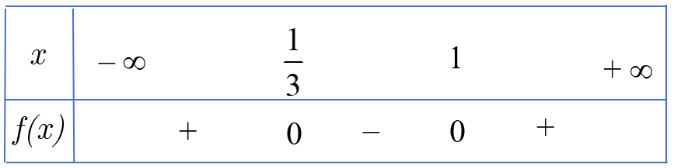 x −∞ 1/3 1 +∞
f(x) + 0 − 0 +